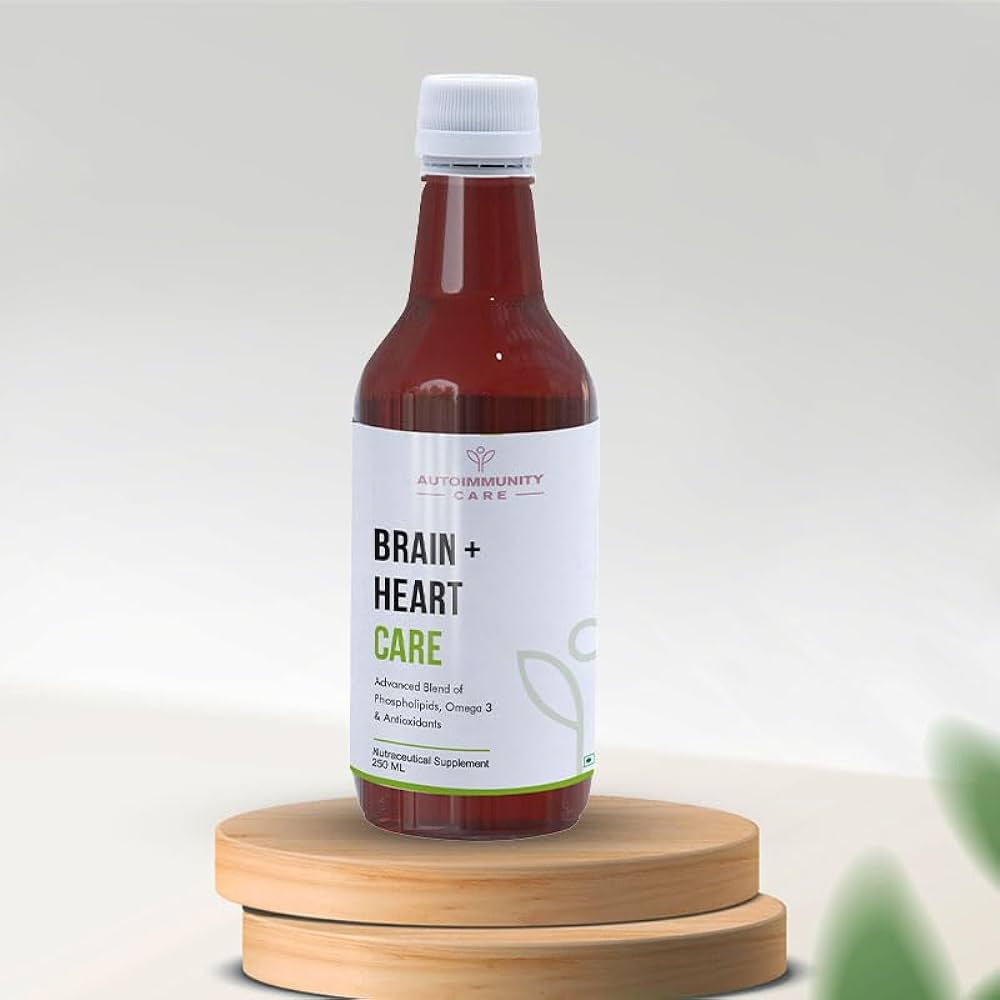 AUTOIMMUNITY
CARE
BRAIN +
HEART
CARE
Advanced Blend of
Phospholipids, Omega 3
& Antioxidants
Nutraceutical Supplement
250 ML